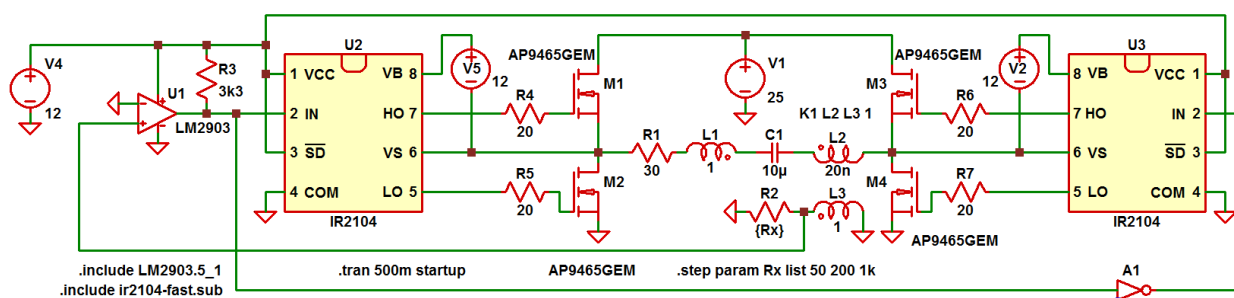 V4
12
R3
3k3
U1
LM2903
U2
1 VCC
2 IN
3 SD
4 COM
VB 8
HO 7
VS 6
LO 5
IR2104
V5
12
AP9465GEM
M1
R4
20
R5
20
M2
AP9465GEM
R1
30
L1
1
C1
10µ
L2
20n
K1 L2 L3 1
V1
25
R2
{Rx}
L3
1
AP9465GEM
M3
M4
AP9465GEM
V2
12
R6
20
R7
20
U3
8 VB
7 HO
6 VS
5 LO
VCC 1
IN 2
SD 3
COM 4
IR2104
A1
.include LM2903.5_1
.include ir2104-fast.sub
.tran 500m startup
.step param Rx list 50 200 1k